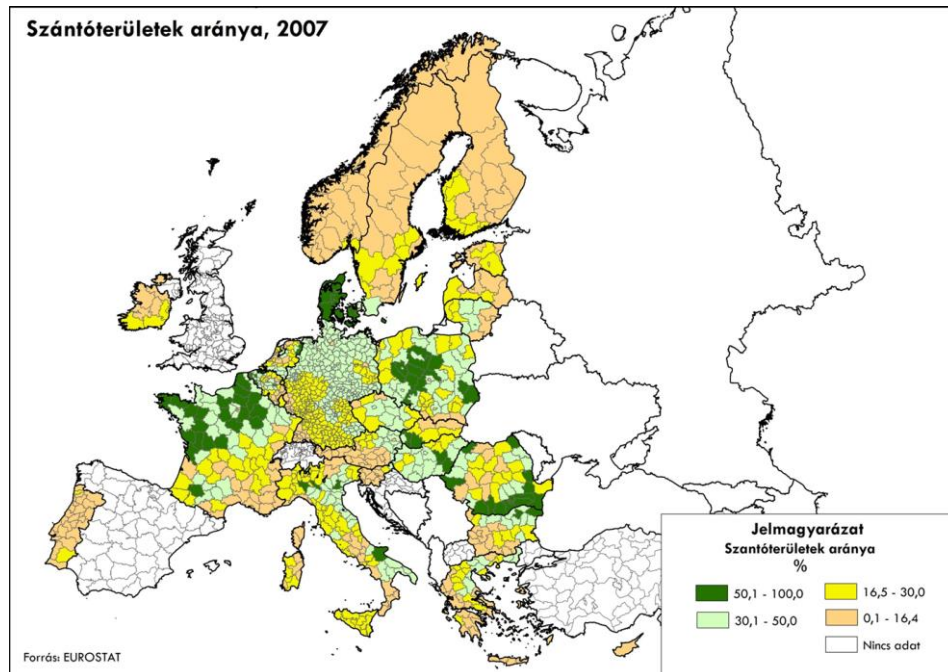 Szántóterületek aránya, 2007
Jelmagyarázat
Szantóterületek aránya
%
50,1 - 100,0
16,5 - 30,0
30,1 - 50,0
0,1 - 16,4
Nincs adat
Forrás: EUROSTAT